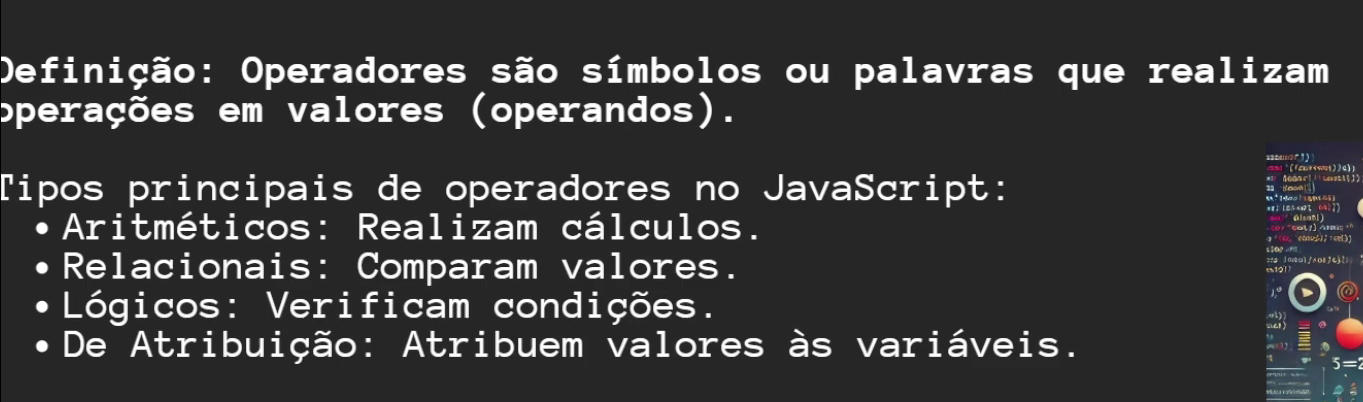 Definição: Operadores são símbolos ou palavras que realizam
operações em valores (operandos).
Tipos principais de operadores no JavaScript:
• Aritméticos: Realizam cálculos.
• Relacionais: Comparam valores.
• Lógicos: Verificam condições.
• De Atribuição: Atribuem valores às variáveis.